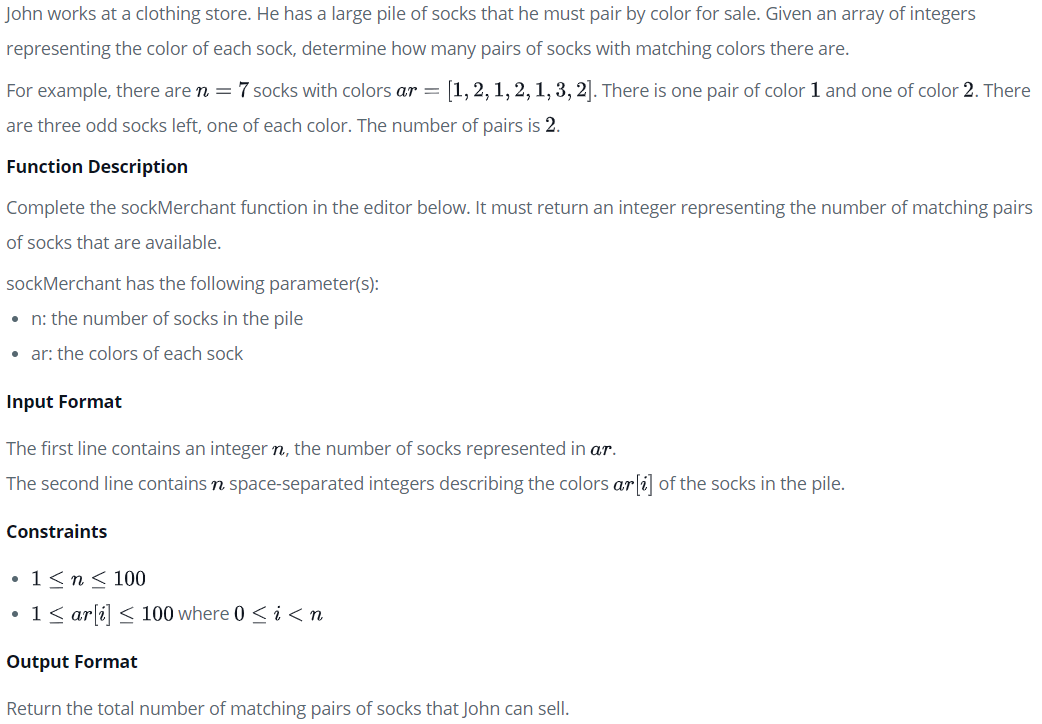 John works at a clothing store. He has a large pile of socks that he must pair by color for sale. Given an array of integers
representing the color of each sock, determine how many pairs of socks with matching colors there are.
For example, there are n = 7 socks with colors ar = [1, 2, 1, 2, 1, 3, 2]. There is one pair of color 1 and one of color 2. There
are three odd socks left, one of each color. The number of pairs is 2.
Function Description
Complete the sockMerchant function in the editor below. It must return an integer representing the number of matching pairs
of socks that are available.
sockMerchant has the following parameter(s):
• n: the number of socks in the pile
• ar: the colors of each sock
Input Format
The first line contains an integer n, the number of socks represented in ar.
The second line contains n space-separated integers describing the colors ar[i] of the socks in the pile.
Constraints
• 1 ≤ n ≤ 100
• 1 ≤ ar[i] ≤ 100 where 0 ≤ i < n
Output Format
Return the total number of matching pairs of socks that John can sell.